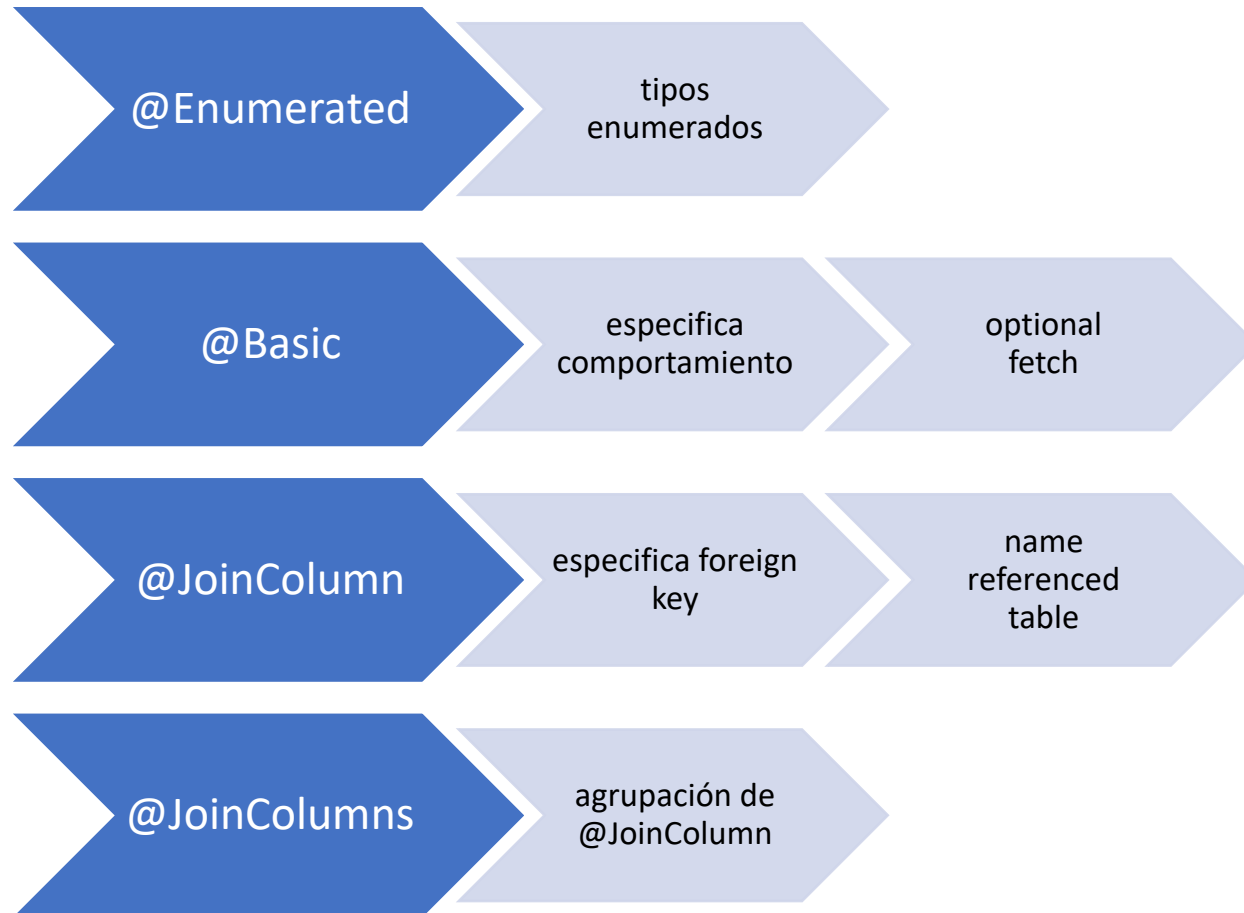 @Enumerated
tipos
enumerados
@Basic
especifica
comportamiento
optional
fetch
@JoinColumn
especifica foreign
key
name
referenced
table
@JoinColumns
agrupación de
@JoinColumn